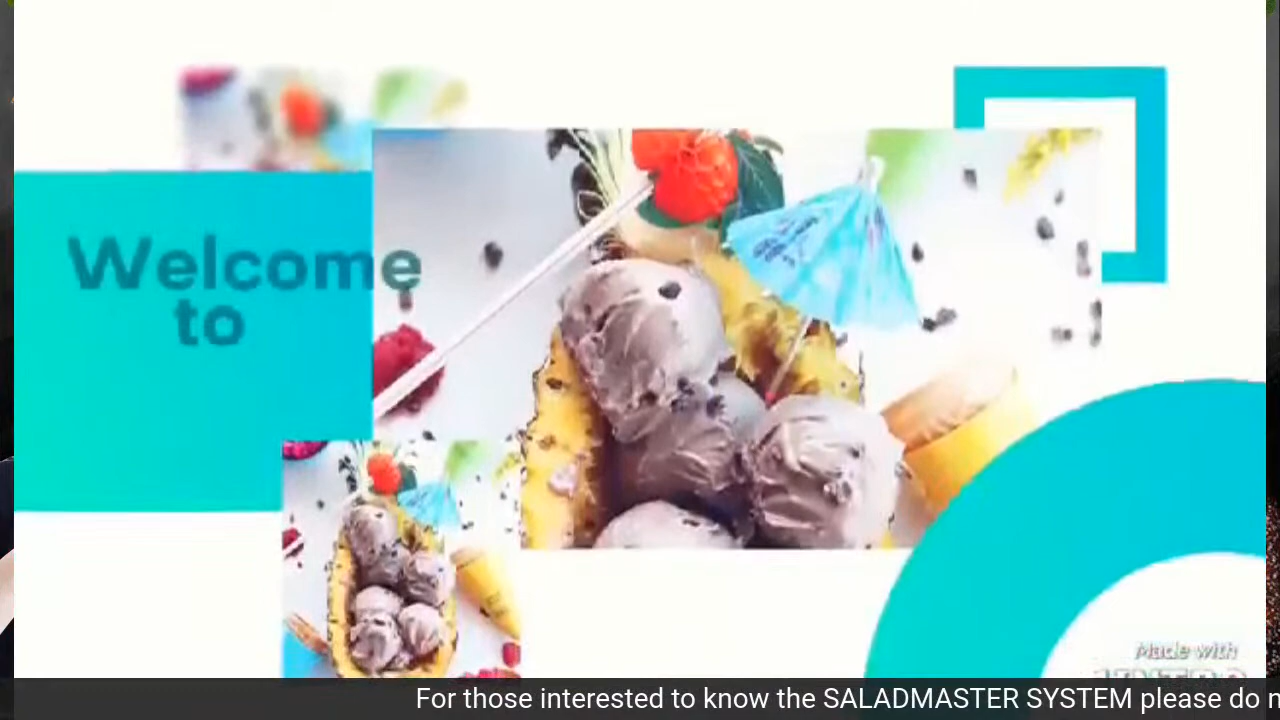 Welcome
to
Made with
For those interested to know the SALADMASTER SYSTEM please do